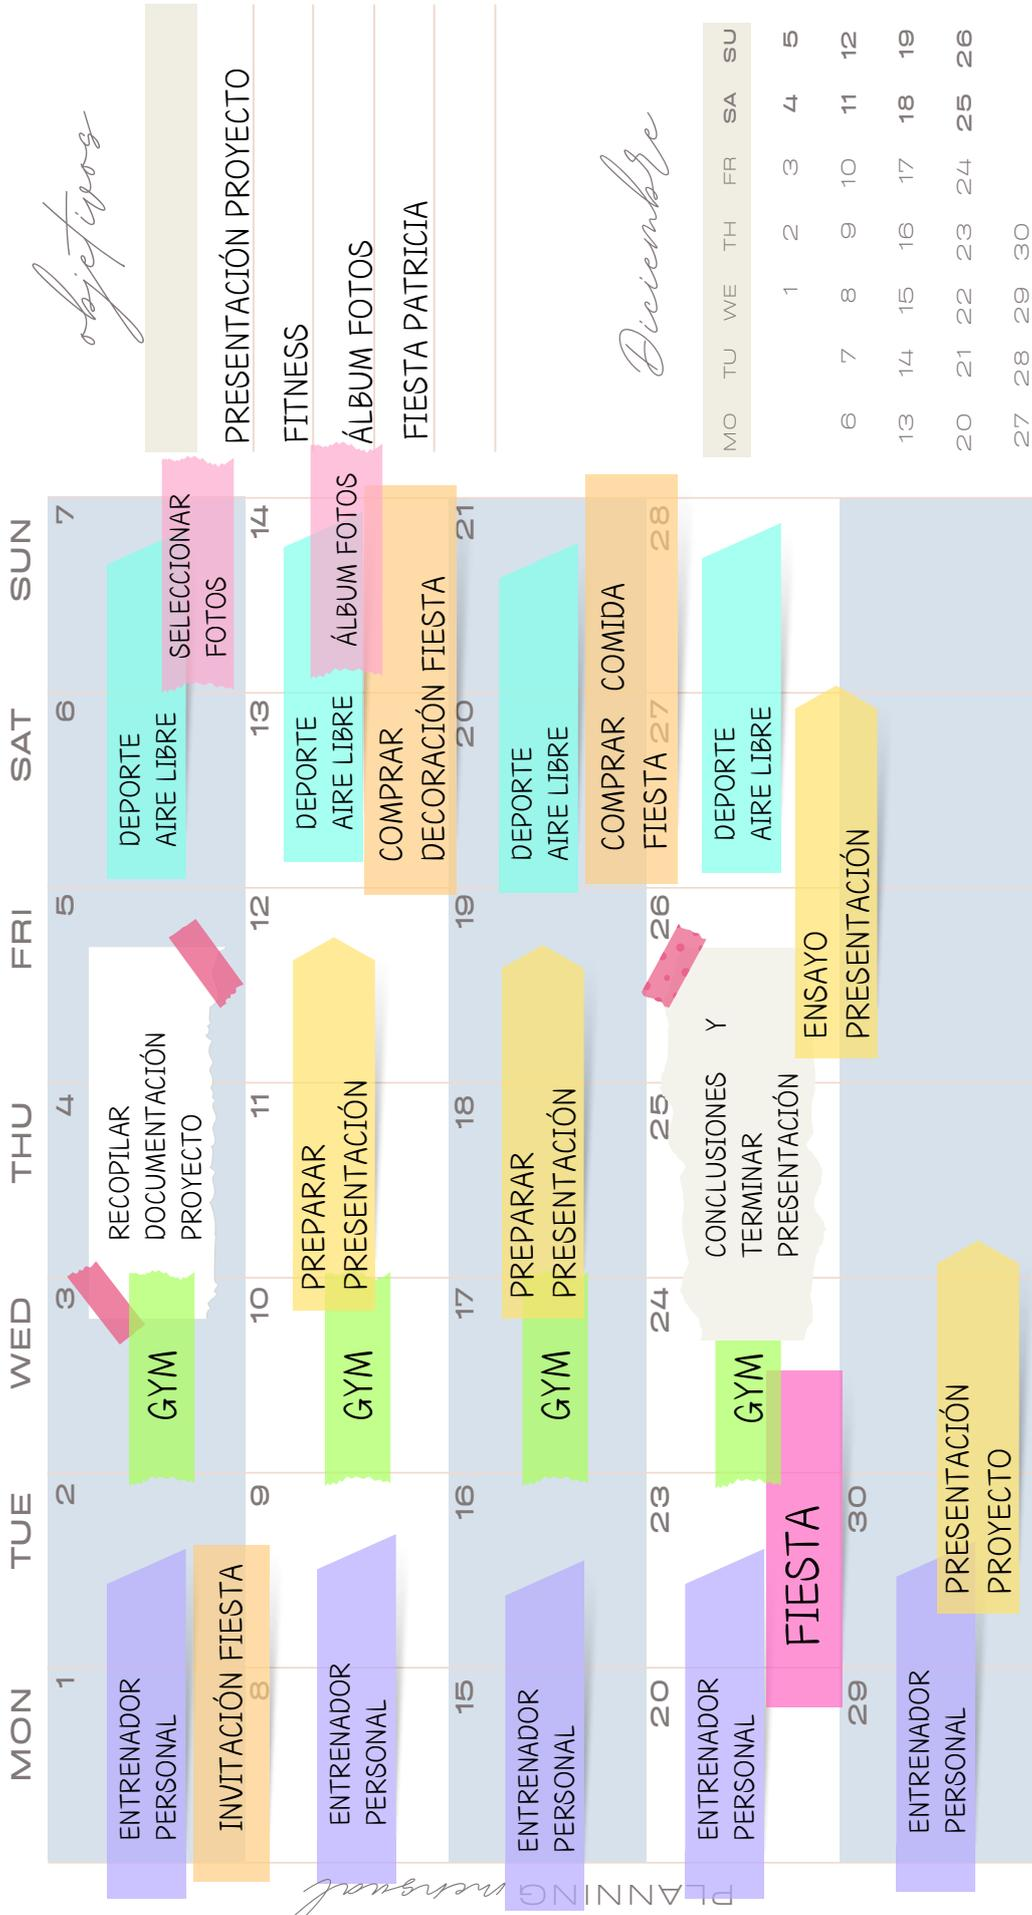 PLANNING mensual
MON TUE WED THU FRI SAT SUN
1 2 3 4 5 6 7
ENTRENADOR
PERSONAL
GYM
RECOPILAR
DOCUMENTACIÓN
PROYECTO
DEPORTE
AIRE LIBRE
SELECCIONAR
FOTOS
INVITACIÓN FIESTA
8 9 10 11 12 13 14
ENTRENADOR
PERSONAL
GYM
PREPARAR
PRESENTACIÓN
DEPORTE
AIRE LIBRE
ÁLBUM FOTOS
COMPRAR
DECORACIÓN FIESTA
15 16 17 18 19 20 21
ENTRENADOR
PERSONAL
GYM
PREPARAR
PRESENTACIÓN
DEPORTE
AIRE LIBRE
COMPRAR COMIDA
FIESTA
20 23 24 25 26 27 28
ENTRENADOR
PERSONAL
GYM
FIESTA
CONCLUSIONES Y
TERMINAR
PRESENTACIÓN
DEPORTE
AIRE LIBRE
ENSAYO
PRESENTACIÓN
29 30
ENTRENADOR
PERSONAL
PRESENTACIÓN
PROYECTO
objetivos
PRESENTACIÓN PROYECTO
FITNESS
ÁLBUM FOTOS
FIESTA PATRICIA
Diciembre
MO TU WE TH FR SA SU
1 2 3 4 5
6 7 8 9 10 11 12
13 14 15 16 17 18 19
20 21 22 23 24 25 26
27 28 29 30